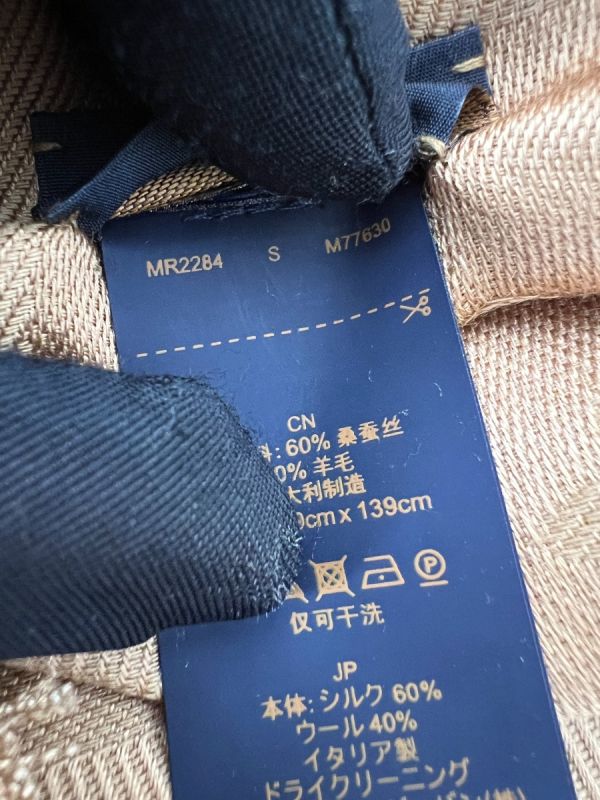 MR2284 S M77630
CN
料: 60% 桑蚕丝
0% 羊毛
大利制造
0cm x 139cm
仅可干洗
JP
本体: シルク 60%
ウール 40%
イタリア製
ドライクリーニング